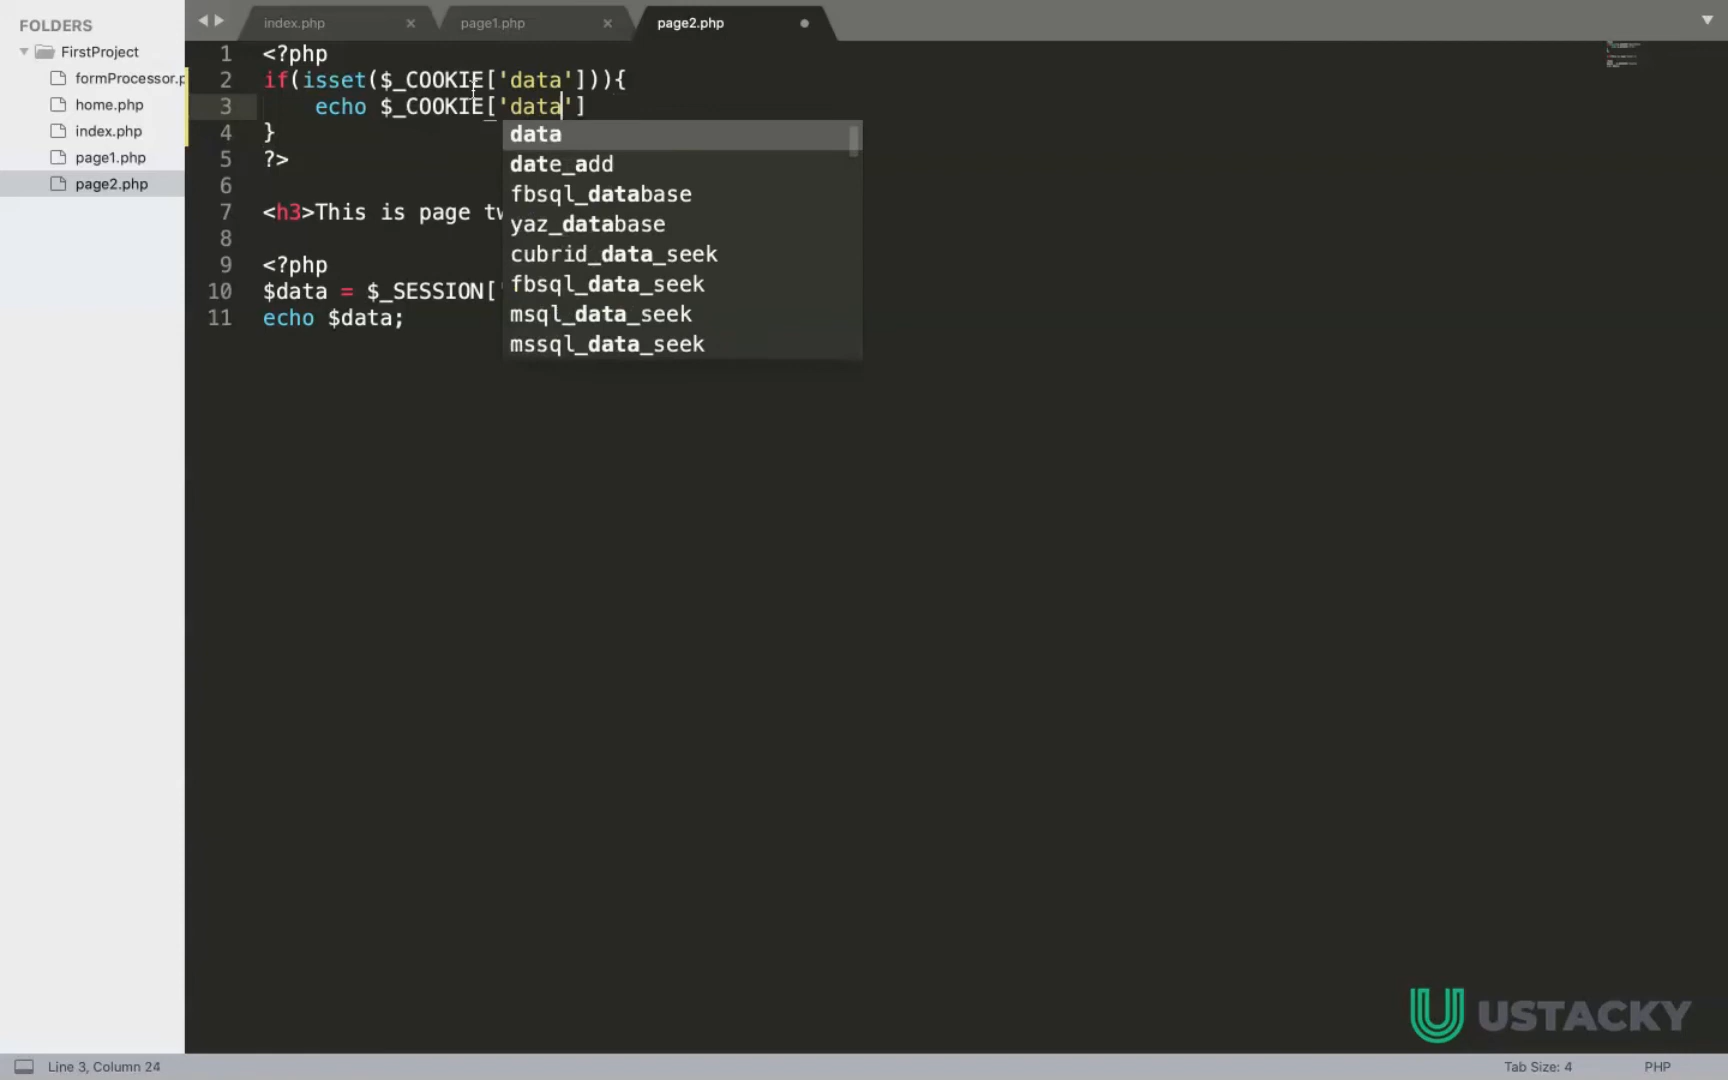 FOLDERS
FirstProject
formProcessor.p
home.php
index.php
page1.php
page2.php
index.php × page1.php × page2.php
1 <?php
2 if(isset($_COOKIE['data'])){
3 echo $_COOKIE['data']
4 }
5 ?>
6
7 <h3>This is page tw
8
9 <?php
10 $data = $_SESSION['
11 echo $data;
data
date_add
fbsql_database
yaz_database
cubrid_data_seek
fbsql_data_seek
msql_data_seek
mssql_data_seek
USTACKY
Line 3, Column 24
Tab Size: 4 PHP